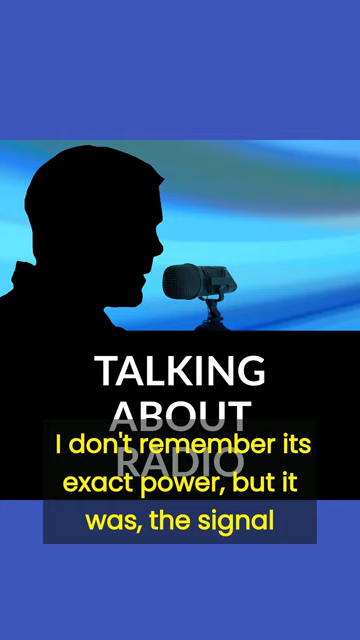 TALKING
ABOUT
RADIO
I don't remember its
exact power, but it
was, the signal